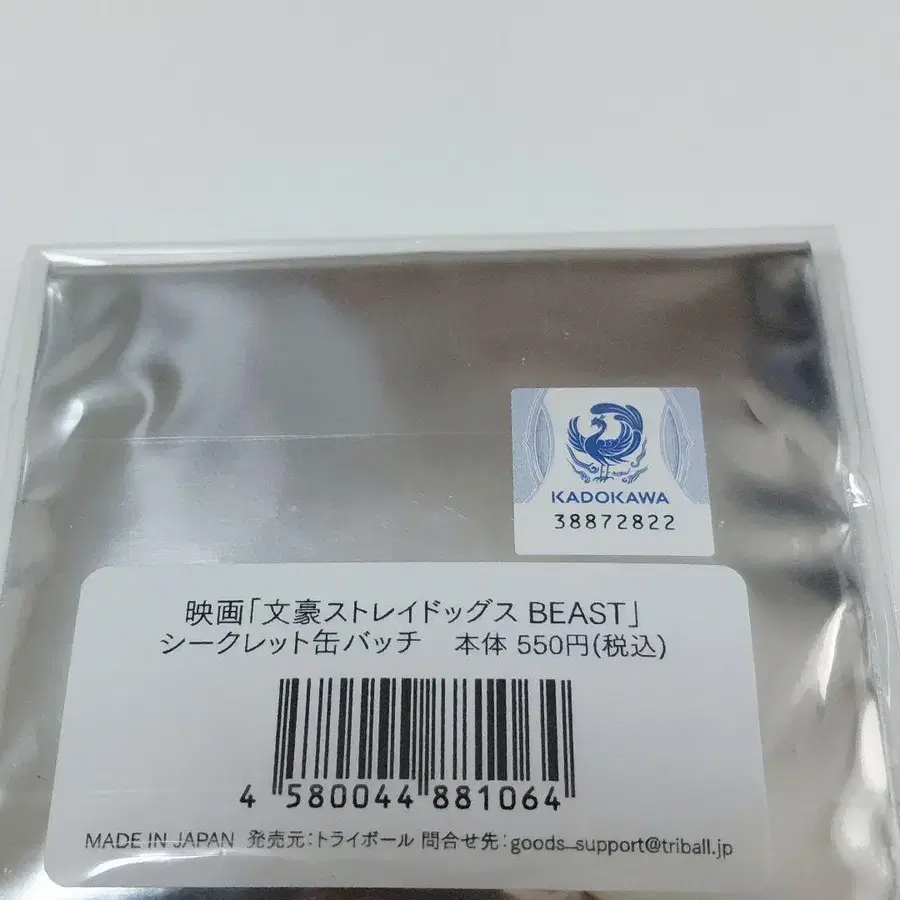 KADOKAWA
38872822
映画「文豪ストレイドッグス BEAST」
シークレット缶バッチ 本体 550円(税込)
4 580044 881064
MADE IN JAPAN 発売元:トライボール 問合せ先:goods_support@triball.jp